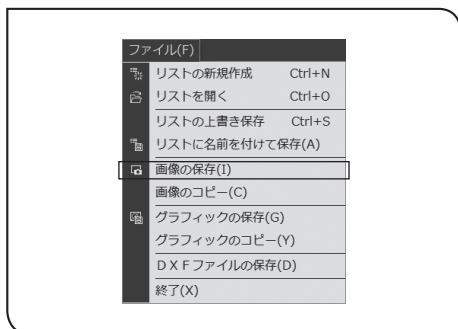 ファイル(F)
リストの新規作成 Ctrl+N
リストを開く Ctrl+O
リストの上書き保存 Ctrl+S
リストに名前を付けて保存(A)
画像の保存(I)
画像のコピー(C)
グラフィックの保存(G)
グラフィックのコピー(Y)
ＤＸＦファイルの保存(D)
終了(X)